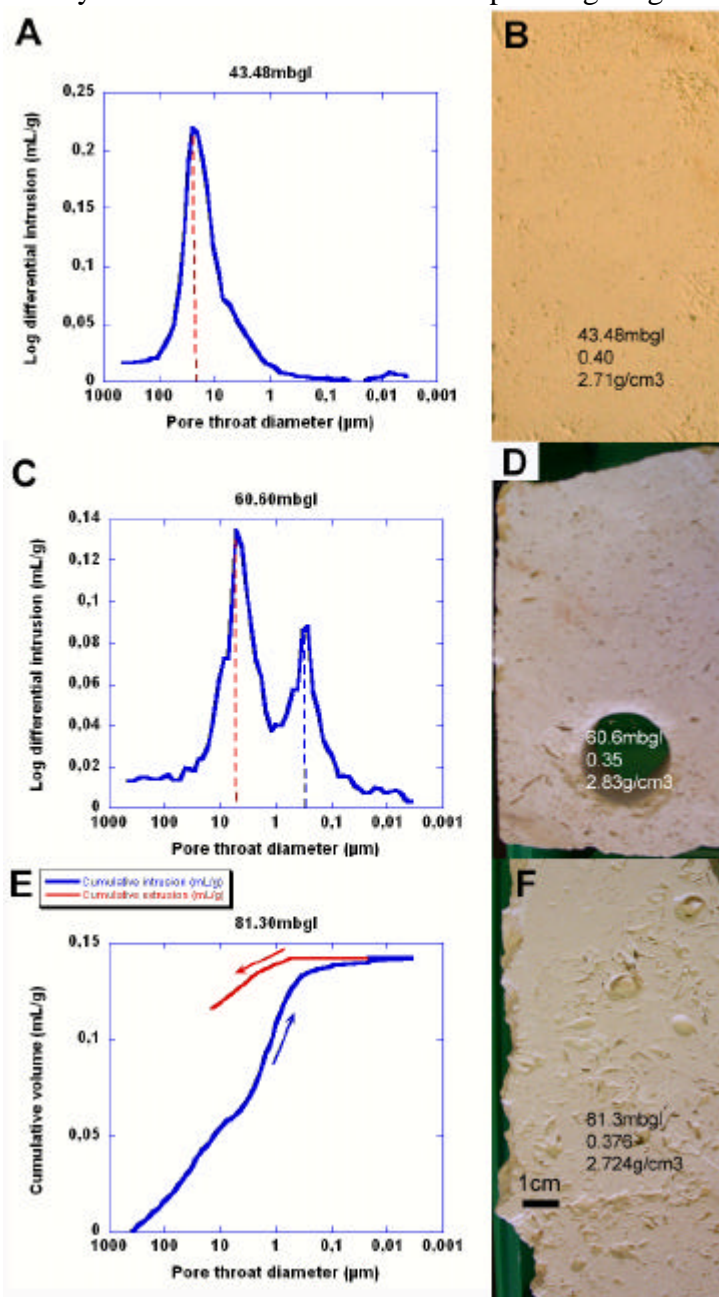 A
43.48mbgl
Log differential intrusion (mL/g)
0,25
0,2
0,15
0,1
0,05
0
1000 100 10 1 0,1 0,01 0,001
Pore throat diameter (µm)
B
43.48mbgl
0.40
2.71g/cm3
C
60.60mbgl
Log differential intrusion (mL/g)
0,14
0,12
0,1
0,08
0,06
0,04
0,02
0
1000 100 10 1 0,1 0,01 0,001
Pore throat diameter (µm)
D
60.6mbgl
0.35
2.83g/cm3
E
Cumulative intrusion (mL/g)
Cumulative extrusion (mL/g)
81.30mbgl
Cumulative volume (mL/g)
0,15
0,1
0,05
0
1000 100 10 1 0,1 0,01 0,001
Pore throat diameter (µm)
F
81.3mbgl
0.376
2.724g/cm3
1cm